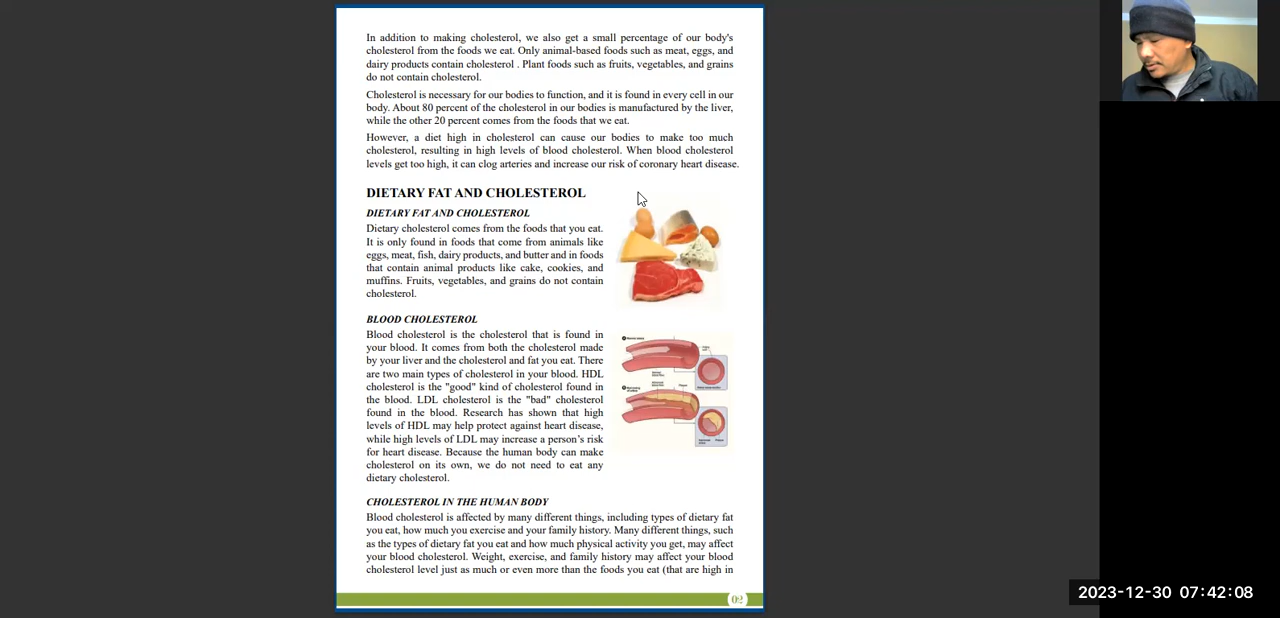 In addition to making cholesterol, we also get a small percentage of our body's
cholesterol from the foods we eat. Only animal-based foods such as meat, eggs, and
dairy products contain cholesterol . Plant foods such as fruits, vegetables, and grains
do not contain cholesterol.
Cholesterol is necessary for our bodies to function, and it is found in every cell in our
body. About 80 percent of the cholesterol in our bodies is manufactured by the liver,
while the other 20 percent comes from the foods that we eat.
However, a diet high in cholesterol can cause our bodies to make too much
cholesterol, resulting in high levels of blood cholesterol. When blood cholesterol
levels get too high, it can clog arteries and increase our risk of coronary heart disease.
DIETARY FAT AND CHOLESTEROL
DIETARY FAT AND CHOLESTEROL
Dietary cholesterol comes from the foods that you eat.
It is only found in foods that come from animals like
eggs, meat, fish, dairy products, and butter and in foods
that contain animal products like cake, cookies, and
muffins. Fruits, vegetables, and grains do not contain
cholesterol.
BLOOD CHOLESTEROL
Blood cholesterol is the cholesterol that is found in
your blood. It comes from both the cholesterol made
by your liver and the cholesterol and fat you eat. There
are two main types of cholesterol in your blood. HDL
cholesterol is the "good" kind of cholesterol found in
the blood. LDL cholesterol is the "bad" cholesterol
found in the blood. Research has shown that high
levels of HDL may help protect against heart disease,
while high levels of LDL may increase a person's risk
for heart disease. Because the human body can make
cholesterol on its own, we do not need to eat any
dietary cholesterol.
CHOLESTEROL IN THE HUMAN BODY
Blood cholesterol is affected by many different things, including types of dietary fat
you eat, how much you exercise and your family history. Many different things, such
as the types of dietary fat you eat and how much physical activity you get, may affect
your blood cholesterol. Weight, exercise, and family history may affect your blood
cholesterol level just as much or even more than the foods you eat (that are high in
02
2023-12-30 07:42:08